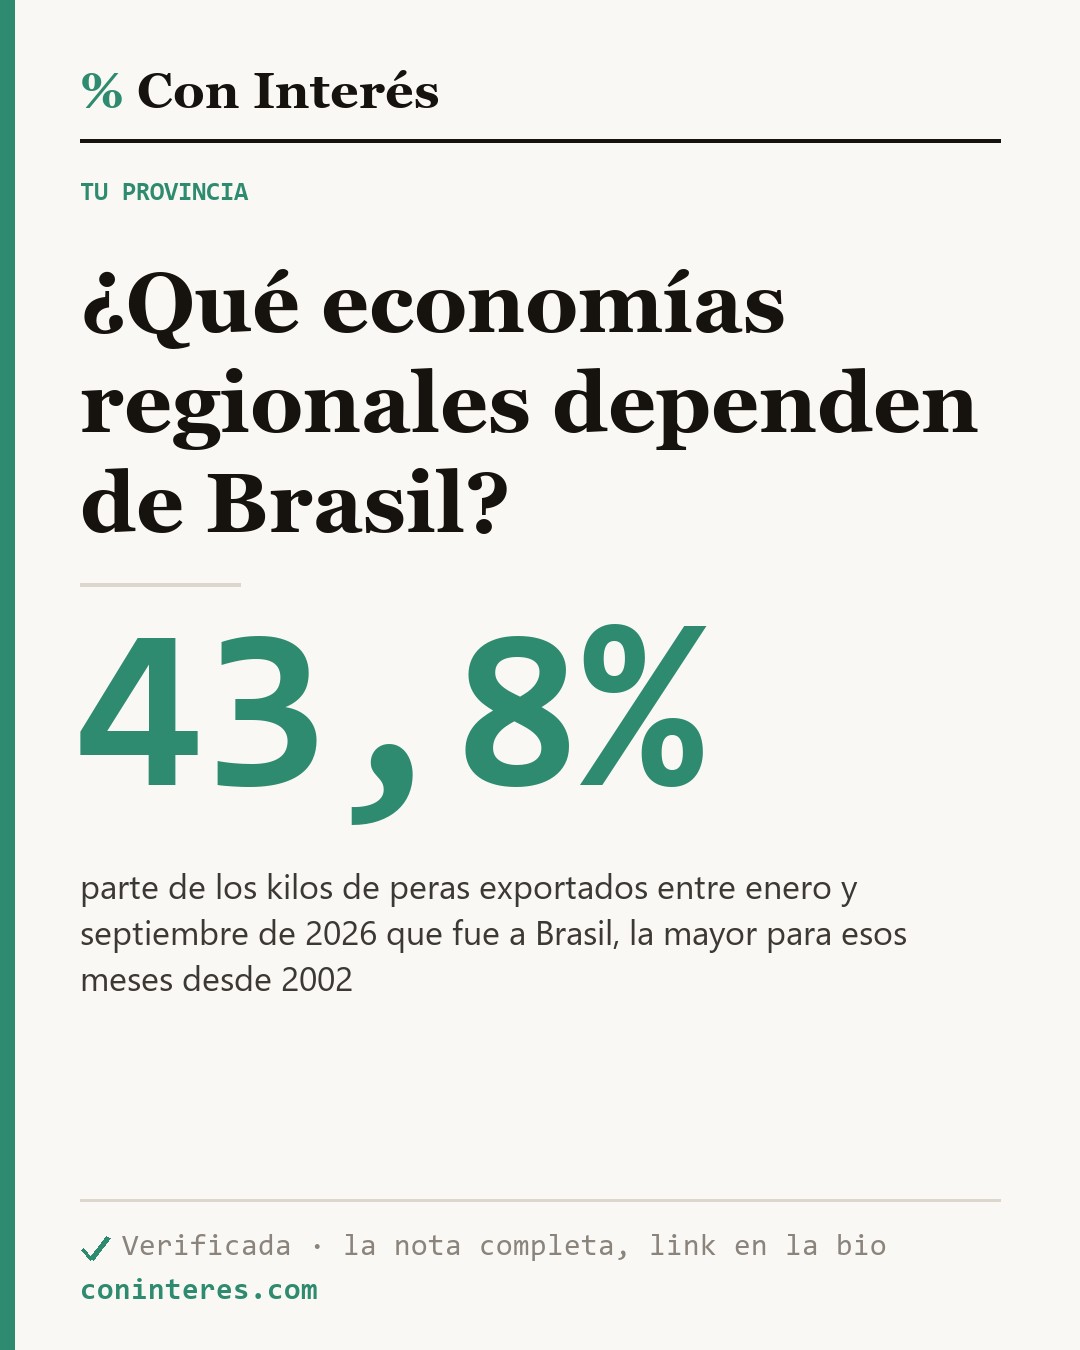 % Con Interés
TU PROVINCIA
¿Qué economías
regionales dependen
de Brasil?
43,8%
parte de los kilos de peras exportados entre enero y
septiembre de 2026 que fue a Brasil, la mayor para esos
meses desde 2002
✓ Verificada · la nota completa, link en la bio
coninteres.com